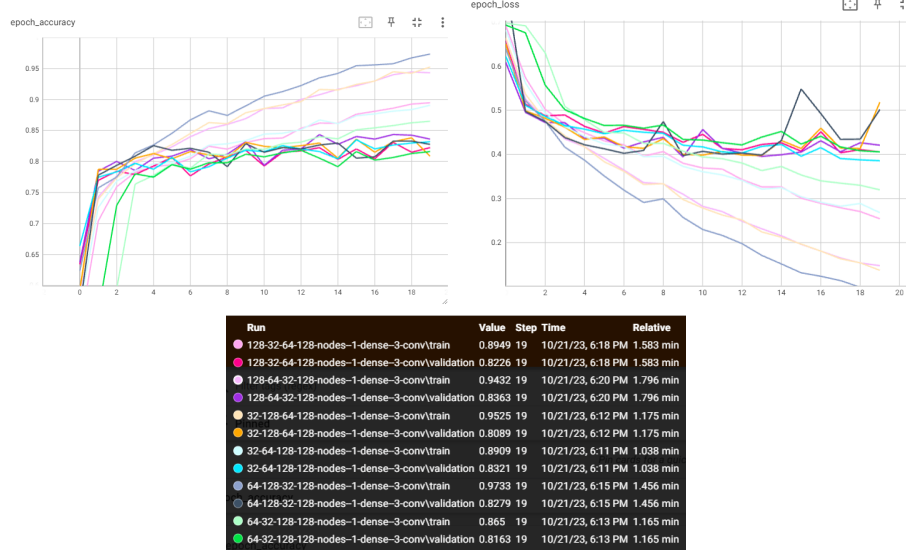 epoch_accuracy
epoch_loss
0.95
0.9
0.85
0.8
0.75
0.7
0.65
0 2 4 6 8 10 12 14 16 18
0.6
0.5
0.4
0.3
0.2
2 4 6 8 10 12 14 16 18 20
Run Value Step Time Relative
128-32-64-128-nodes–1-dense–3-conv\train 0.8949 19 10/21/23, 6:18 PM 1.583 min
128-32-64-128-nodes–1-dense–3-conv\validation 0.8226 19 10/21/23, 6:18 PM 1.583 min
128-64-32-128-nodes–1-dense–3-conv\train 0.9432 19 10/21/23, 6:20 PM 1.796 min
128-64-32-128-nodes–1-dense–3-conv\validation 0.8363 19 10/21/23, 6:20 PM 1.796 min
32-128-64-128-nodes–1-dense–3-conv\train 0.9525 19 10/21/23, 6:12 PM 1.175 min
32-128-64-128-nodes–1-dense–3-conv\validation 0.8089 19 10/21/23, 6:12 PM 1.175 min
32-64-128-128-nodes–1-dense–3-conv\train 0.8909 19 10/21/23, 6:11 PM 1.038 min
32-64-128-128-nodes–1-dense–3-conv\validation 0.8321 19 10/21/23, 6:11 PM 1.038 min
64-128-32-128-nodes–1-dense–3-conv\train 0.9733 19 10/21/23, 6:15 PM 1.456 min
64-128-32-128-nodes–1-dense–3-conv\validation 0.8279 19 10/21/23, 6:15 PM 1.456 min
64-32-128-128-nodes–1-dense–3-conv\train 0.865 19 10/21/23, 6:13 PM 1.165 min
64-32-128-128-nodes–1-dense–3-conv\validation 0.8163 19 10/21/23, 6:13 PM 1.165 min